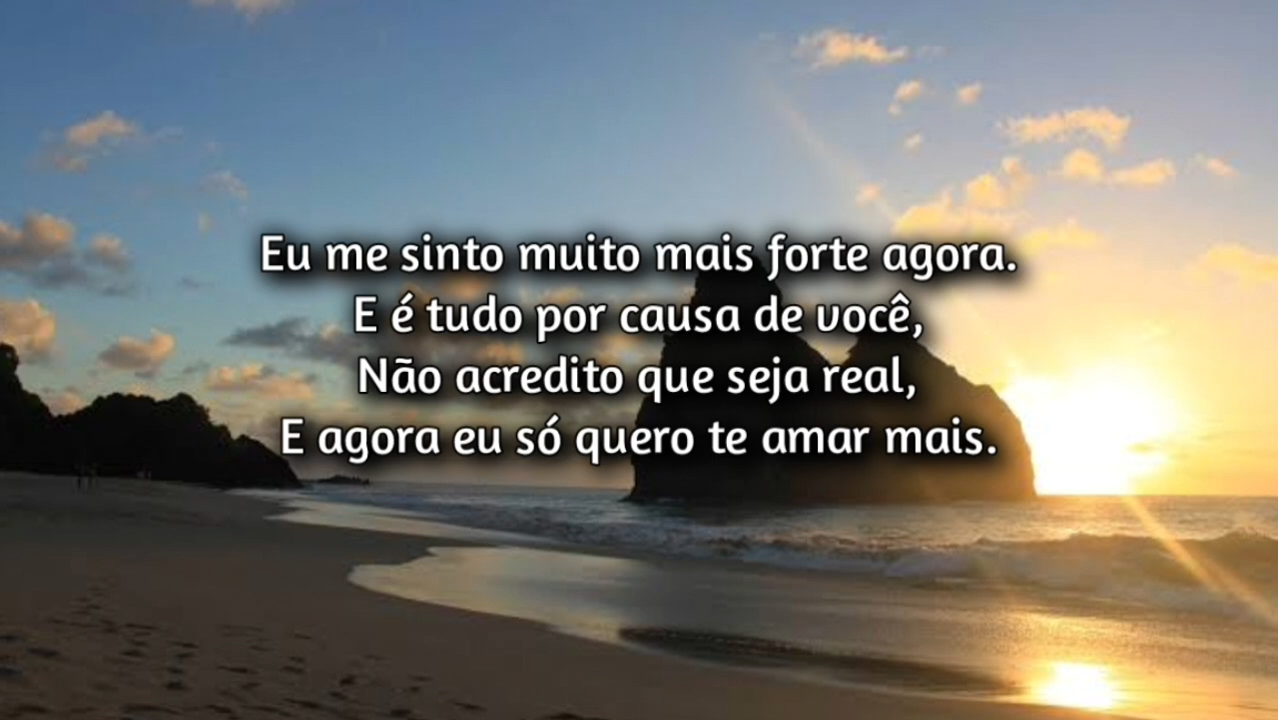 Eu me sinto muito mais forte agora.
E é tudo por causa de você,
Não acredito que seja real,
E agora eu só quero te amar mais.